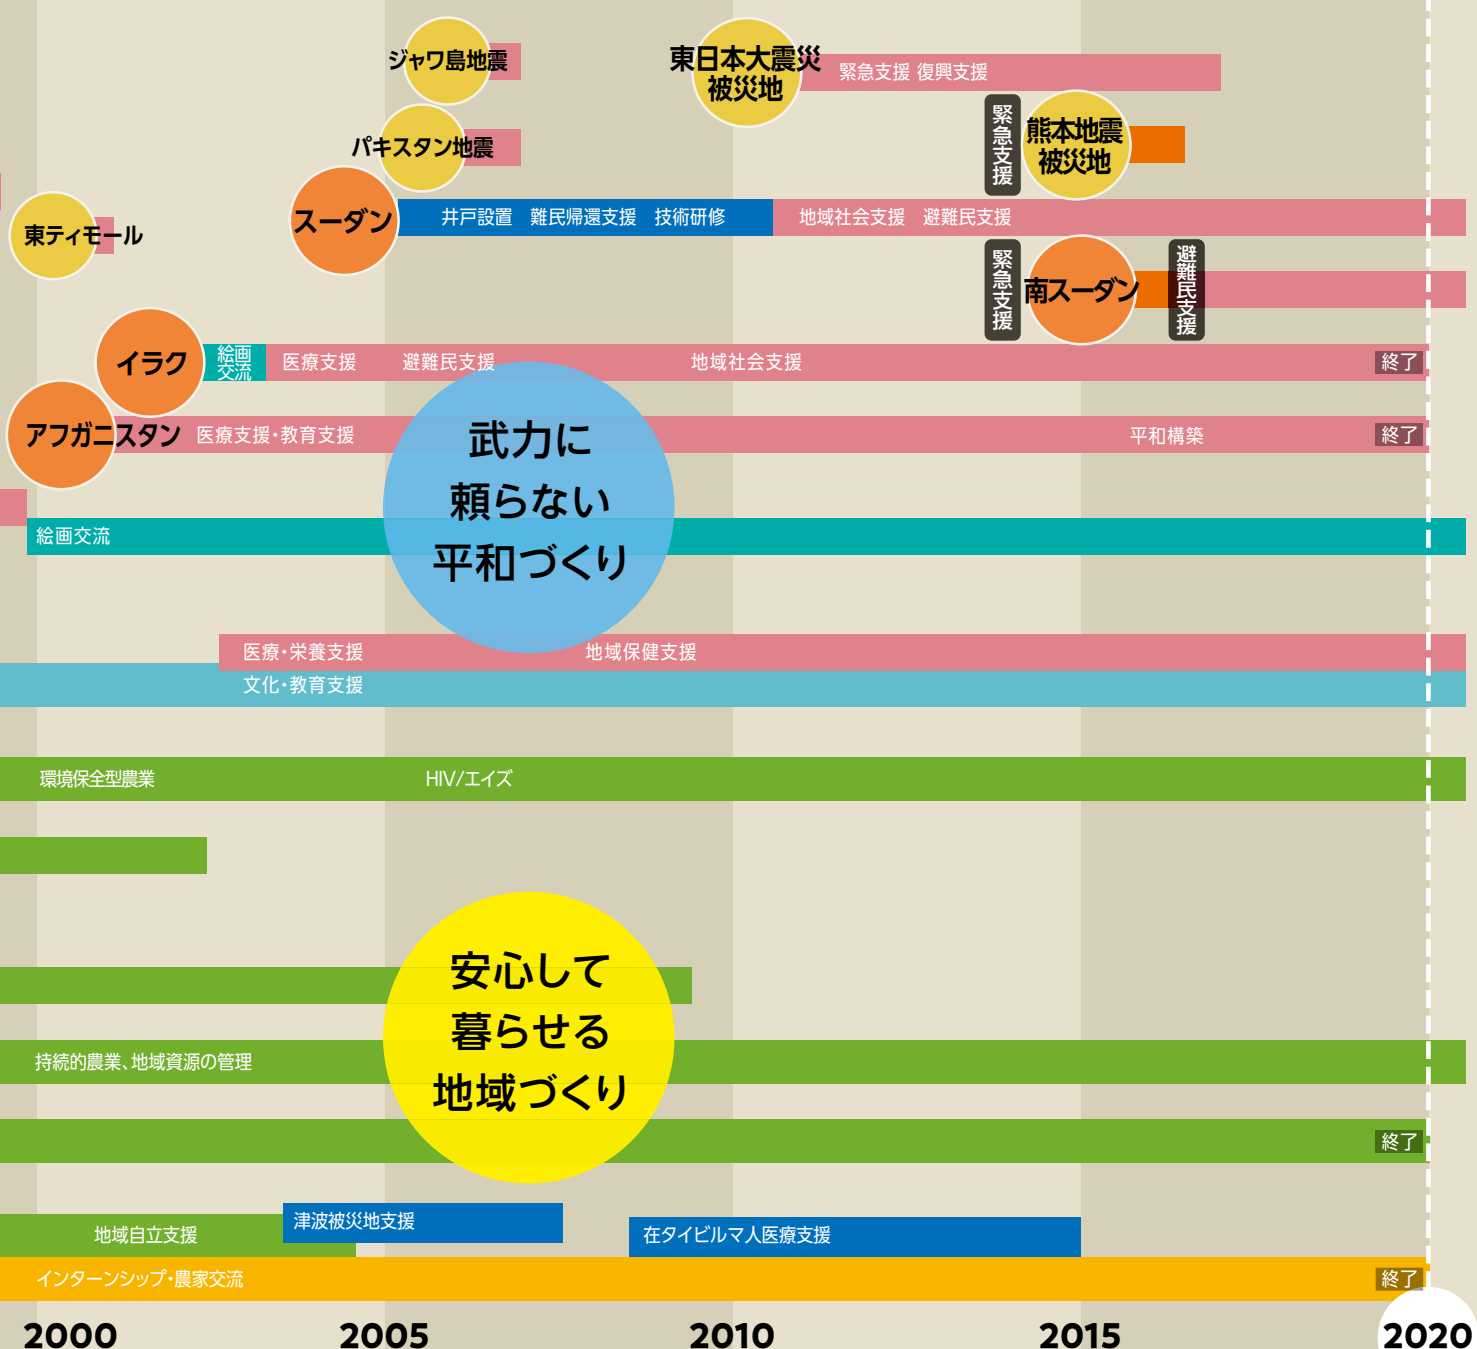 ジャワ島地震
東日本大震災
被災地
緊急支援 復興支援
パキスタン地震
緊急支援
熊本地震
被災地
東ティモール
スーダン
井戸設置 難民帰還支援 技術研修
地域社会支援 避難民支援
緊急支援
南スーダン
避難民支援
イラク
絵画
交流
医療支援
避難民支援
地域社会支援
終了
アフガニスタン
医療支援・教育支援
平和構築
終了
武力に
頼らない
平和づくり
絵画交流
医療・栄養支援
地域保健支援
文化・教育支援
環境保全型農業
HIV/エイズ
安心して
暮らせる
地域づくり
持続的農業、地域資源の管理
終了
地域自立支援
津波被災地支援
在タイビルマ人医療支援
インターンシップ・農家交流
終了
2000
2005
2010
2015
2020